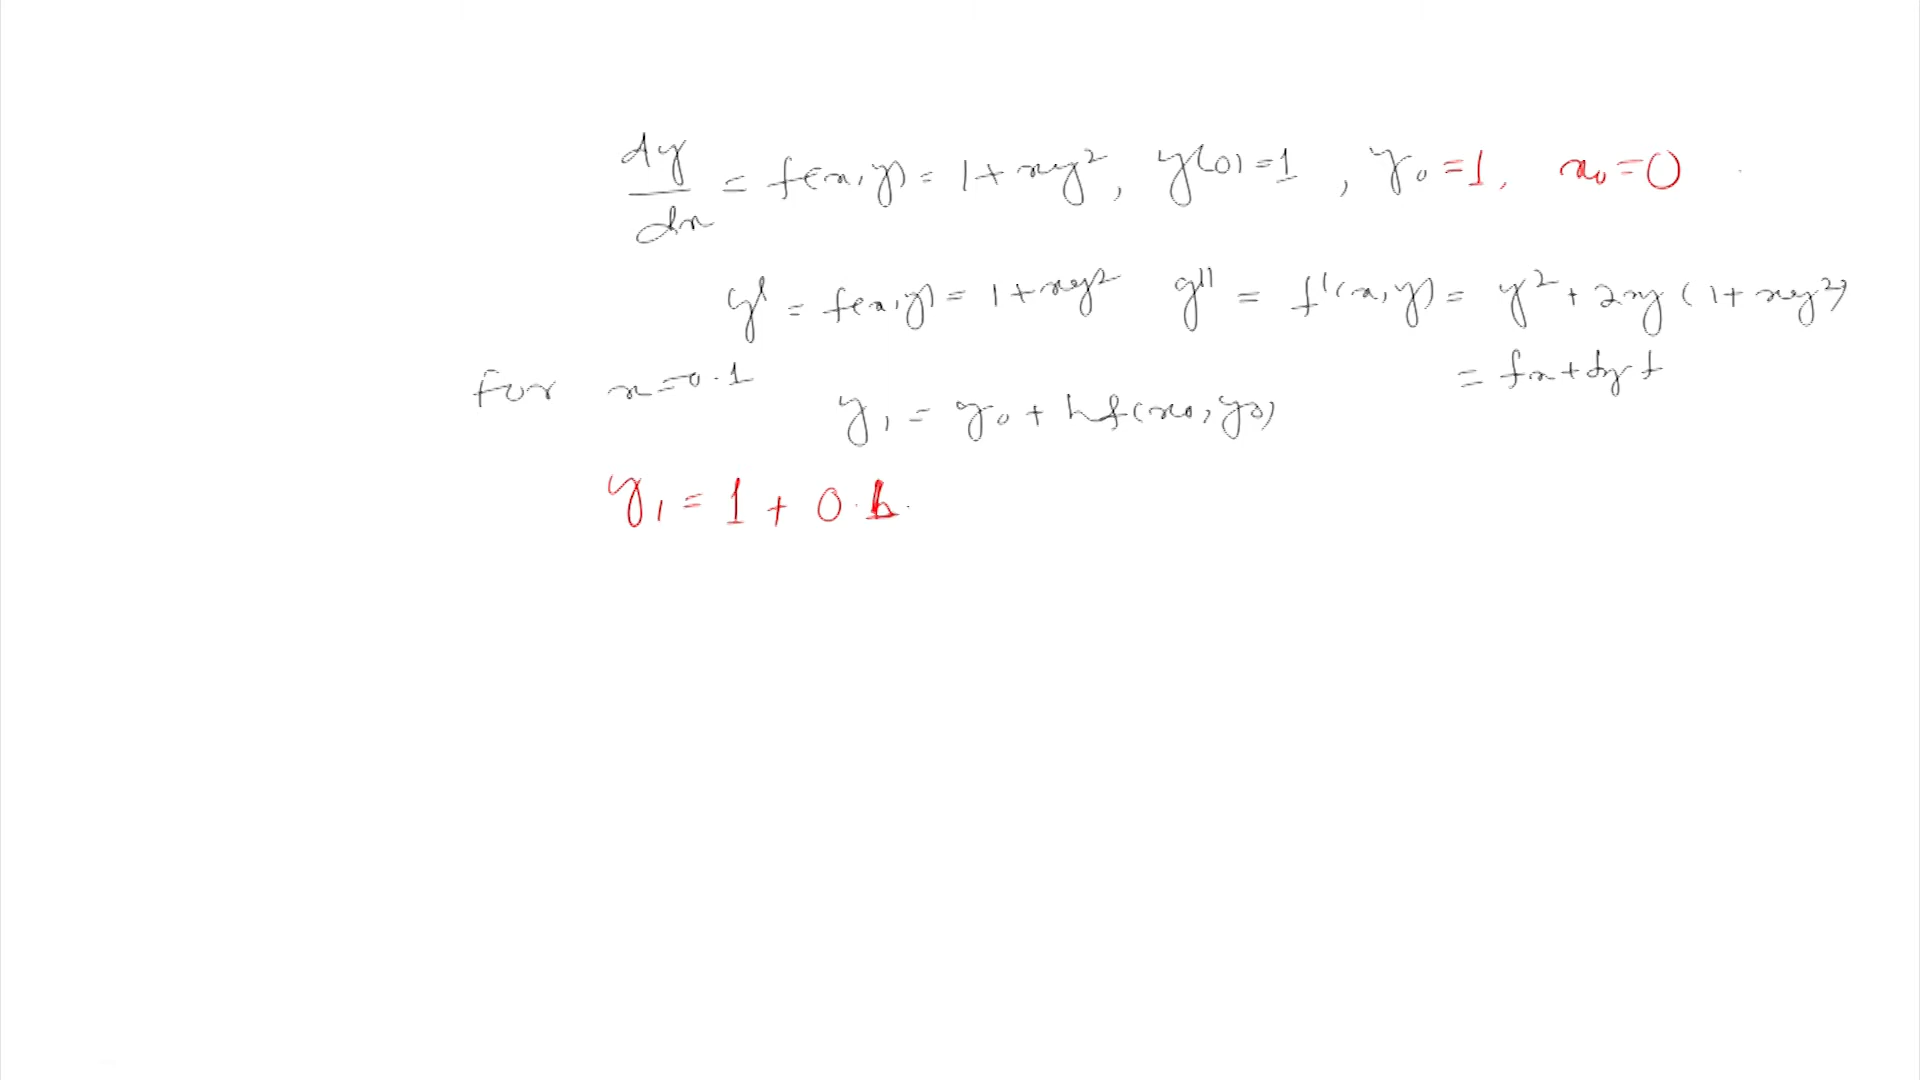 dy/dx = f(x,y) = 1+xy², y(0)=1, y₀=1, x₀=0
y' = f(x,y) = 1+xy² y'' = f'(x,y) = y²+2xy(1+xy²)
= fx+fy f
For x=0.1
y₁ = y₀ + hf(x₀,y₀)
y₁ = 1 + 0.1